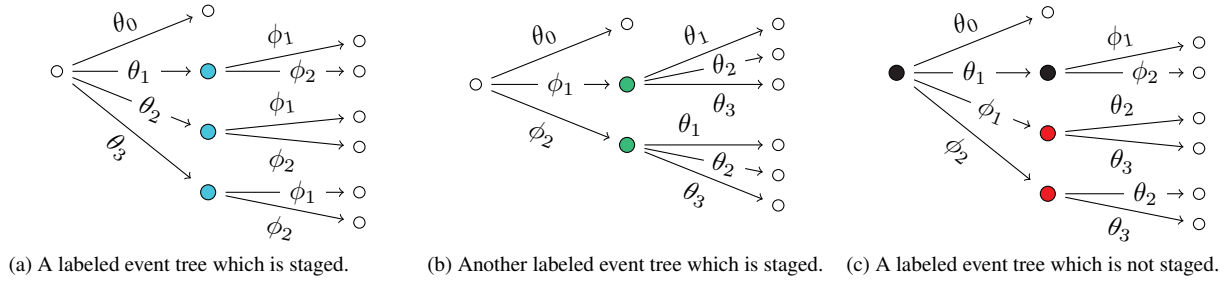 θ₀
θ₁
θ₂
θ₃
ϕ₁
ϕ₂
ϕ₁
ϕ₂
ϕ₁
ϕ₂
(a) A labeled event tree which is staged.
θ₀
ϕ₁
ϕ₂
θ₁
θ₂
θ₃
θ₁
θ₂
θ₃
(b) Another labeled event tree which is staged.
θ₀
θ₁
ϕ₁
ϕ₂
ϕ₁
ϕ₂
θ₂
θ₃
θ₂
θ₃
(c) A labeled event tree which is not staged.